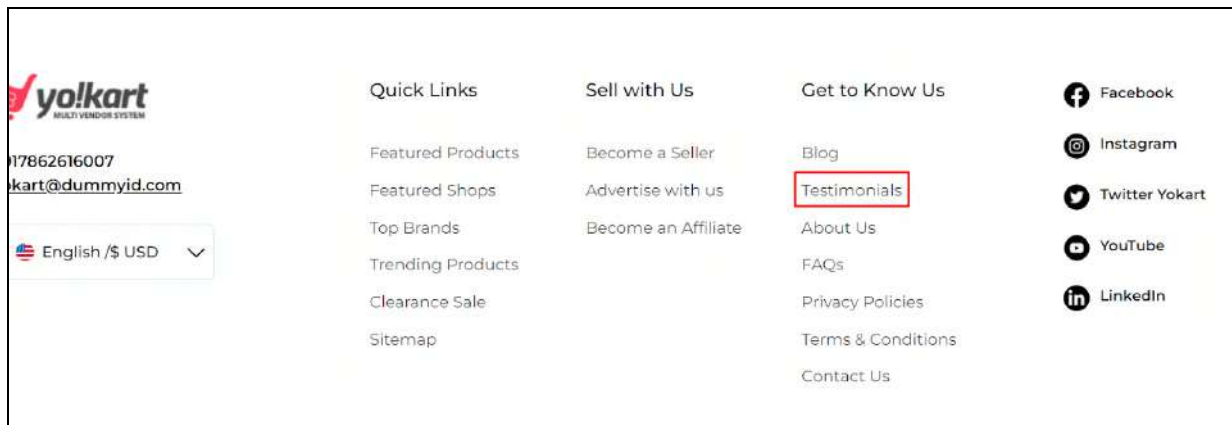 yo!kart
MULTI VENDOR SYSTEM
17862616007
kart@dummyid.com
English /$ USD
Quick Links
Featured Products
Featured Shops
Top Brands
Trending Products
Clearance Sale
Sitemap
Sell with Us
Become a Seller
Advertise with us
Become an Affiliate
Get to Know Us
Blog
Testimonials
About Us
FAQs
Privacy Policies
Terms & Conditions
Contact Us
Facebook
Instagram
Twitter Yokart
YouTube
LinkedIn